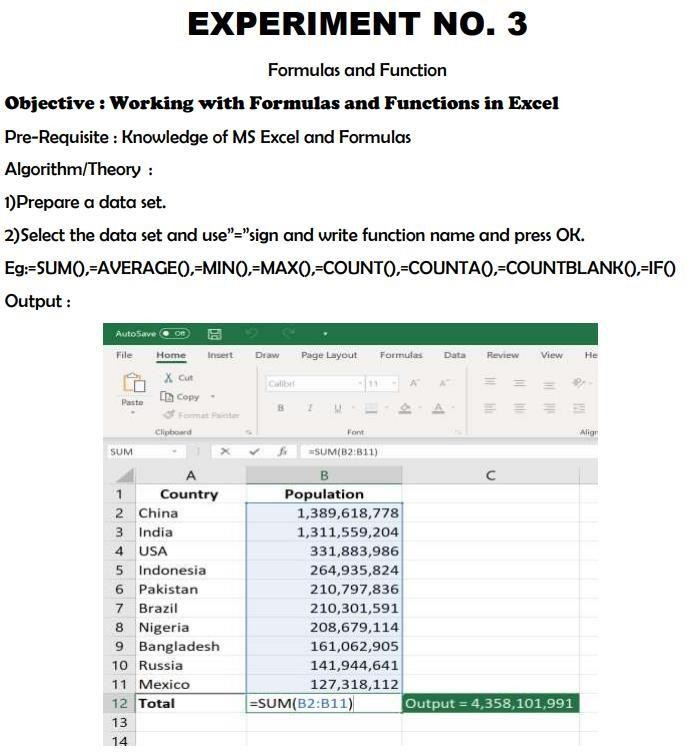 EXPERIMENT NO. 3
Formulas and Function
Objective : Working with Formulas and Functions in Excel
Pre-Requisite : Knowledge of MS Excel and Formulas
Algorithm/Theory :
1)Prepare a data set.
2)Select the data set and use"="sign and write function name and press OK.
Eg:=SUM(),=AVERAGE(),=MIN(),=MAX(),=COUNT(),=COUNTA(),=COUNTBLANK(),=IF()
Output :
AutoSave Off
File Home Insert Draw Page Layout Formulas Data Review View He
Cut
Calibri 11 A^ A
Paste Copy
B I U A
Format Painter
Clipboard Font Align
SUM fx =SUM(B2:B11)
A B C
1 Country Population
2 China 1,389,618,778
3 India 1,311,559,204
4 USA 331,883,986
5 Indonesia 264,935,824
6 Pakistan 210,797,836
7 Brazil 210,301,591
8 Nigeria 208,679,114
9 Bangladesh 161,062,905
10 Russia 141,944,641
11 Mexico 127,318,112
12 Total =SUM(B2:B11) Output = 4,358,101,991
13
14